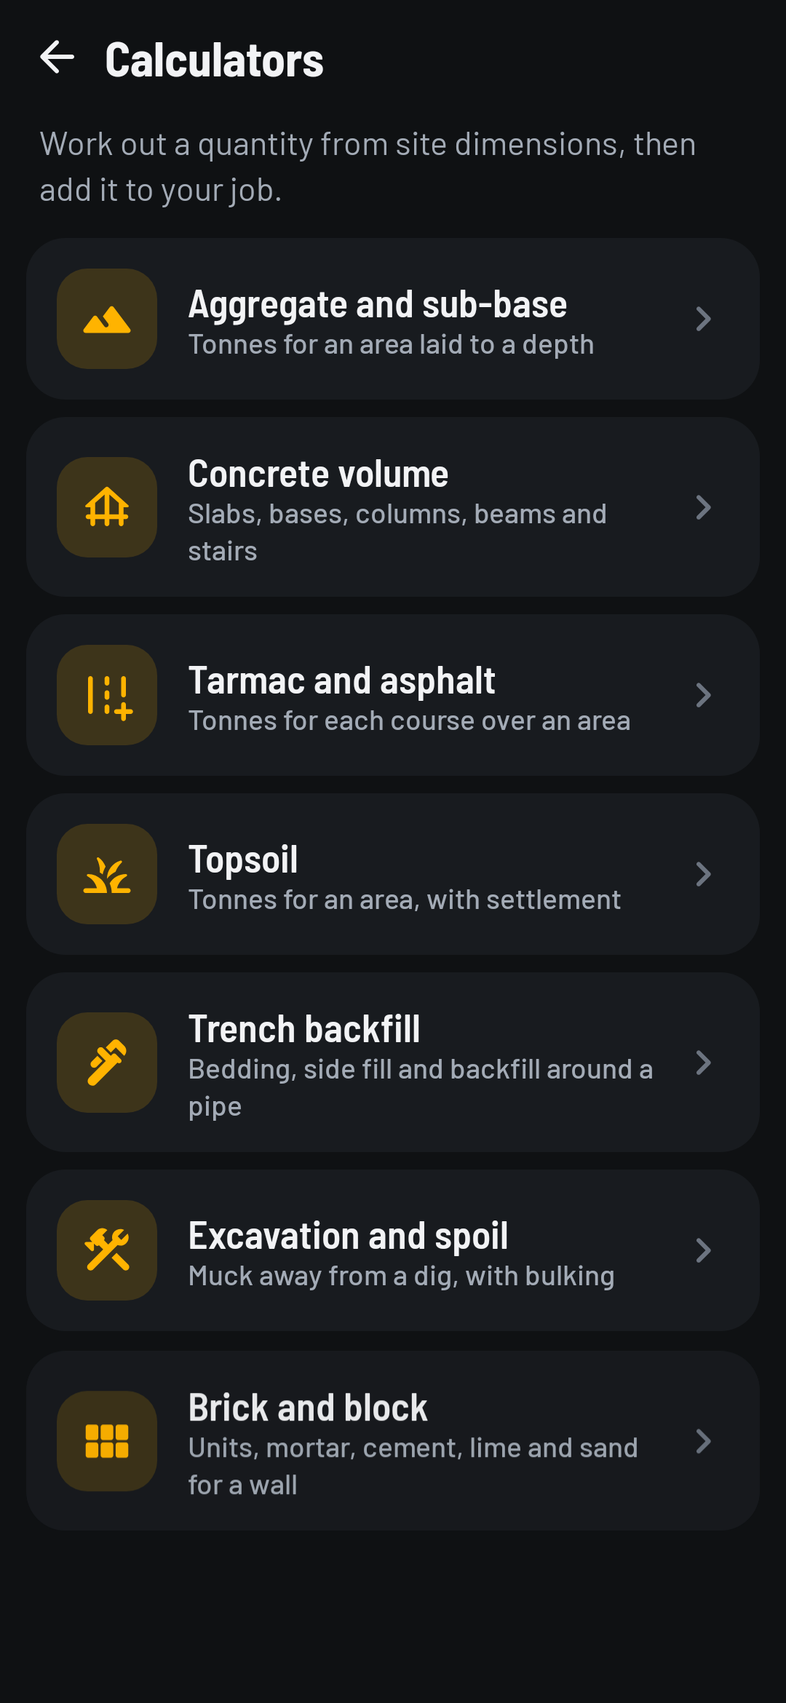 Calculators
Work out a quantity from site dimensions, then
add it to your job.
Aggregate and sub-base
Tonnes for an area laid to a depth
Concrete volume
Slabs, bases, columns, beams and
stairs
Tarmac and asphalt
Tonnes for each course over an area
Topsoil
Tonnes for an area, with settlement
Trench backfill
Bedding, side fill and backfill around a
pipe
Excavation and spoil
Muck away from a dig, with bulking
Brick and block
Units, mortar, cement, lime and sand
for a wall